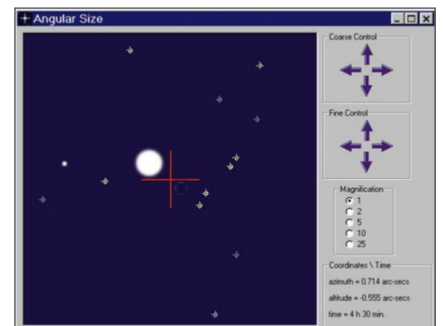 Angular Size
Coarse Control
Fine Control
Magnification
1
2
5
10
25
Coordinates \ Time
azimuth = 0.714 arc-secs
altitude = -0.555 arc-secs
time = 4 h 30 min.